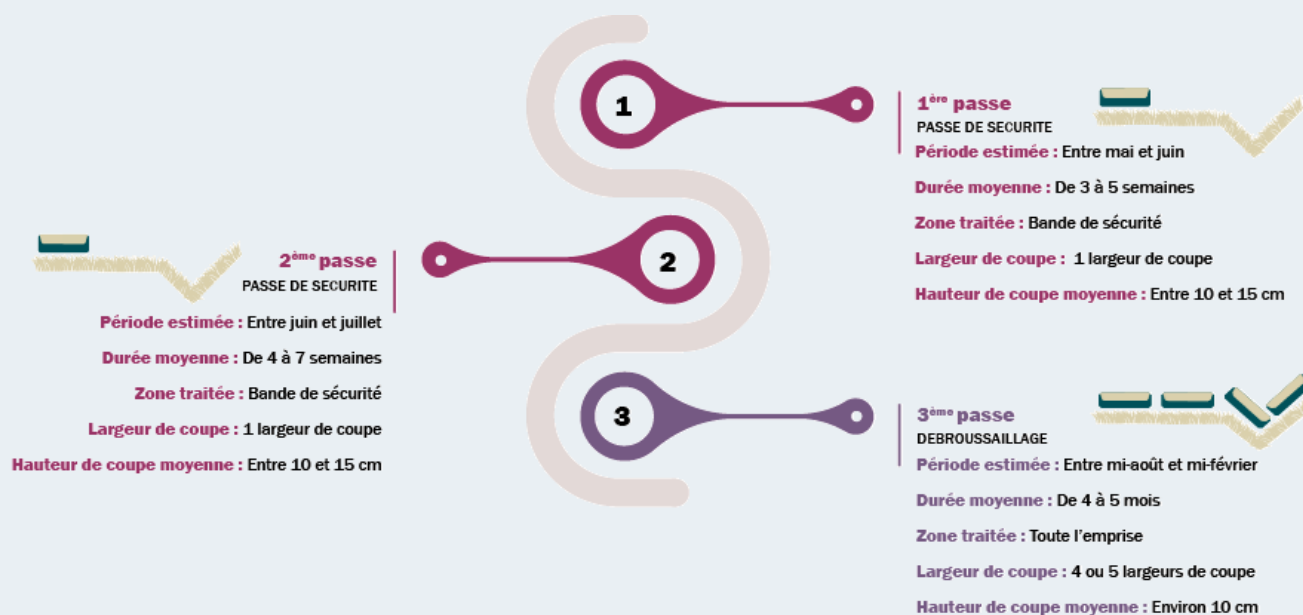 1
1ère passe
PASSE DE SECURITE
Période estimée : Entre mai et juin
Durée moyenne : De 3 à 5 semaines
Zone traitée : Bande de sécurité
Largeur de coupe : 1 largeur de coupe
Hauteur de coupe moyenne : Entre 10 et 15 cm
2
2ème passe
PASSE DE SECURITE
Période estimée : Entre juin et juillet
Durée moyenne : De 4 à 7 semaines
Zone traitée : Bande de sécurité
Largeur de coupe : 1 largeur de coupe
Hauteur de coupe moyenne : Entre 10 et 15 cm
3
3ème passe
DEBROUSSAILLAGE
Période estimée : Entre mi-août et mi-février
Durée moyenne : De 4 à 5 mois
Zone traitée : Toute l'emprise
Largeur de coupe : 4 ou 5 largeurs de coupe
Hauteur de coupe moyenne : Environ 10 cm